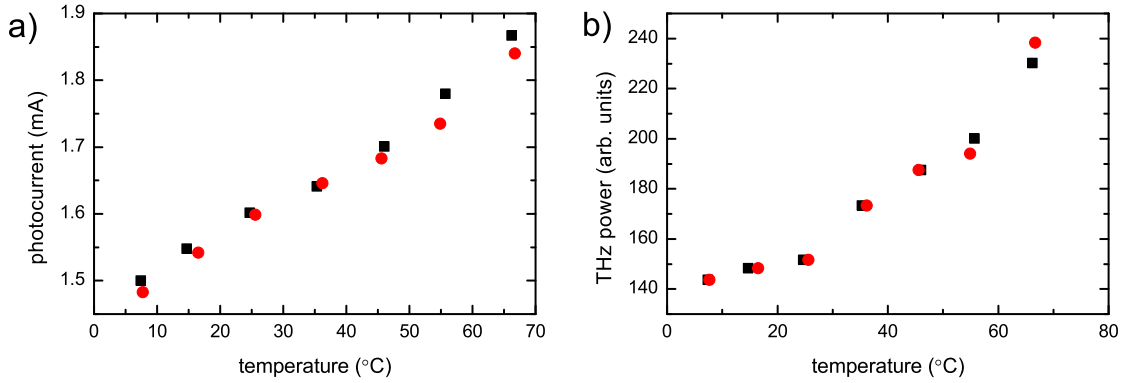 a)
1.9
1.8
1.7
1.6
1.5
photocurrent (mA)
0 10 20 30 40 50 60 70
temperature (°C)
b)
240
220
200
180
160
140
THz power (arb. units)
0 20 40 60 80
temperature (°C)